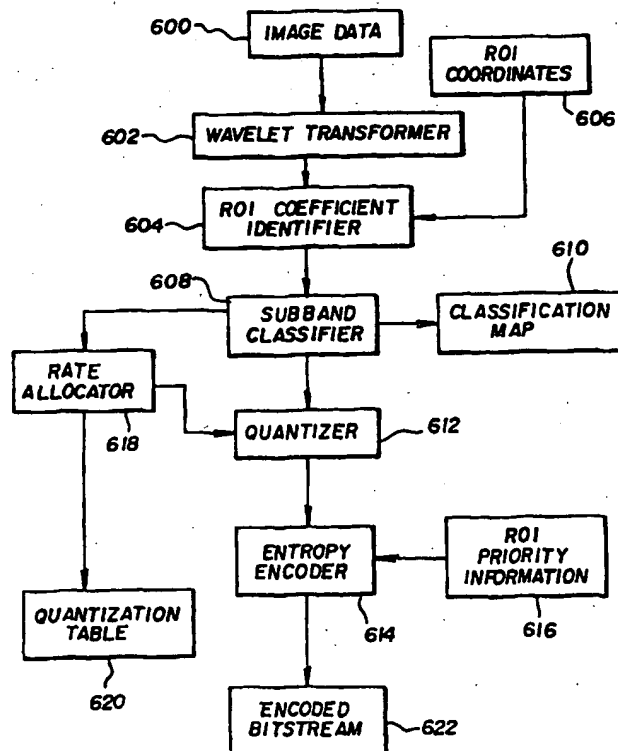 600
IMAGE DATA
ROI
COORDINATES
606
602
WAVELET TRANSFORMER
604
ROI COEFFICIENT
IDENTIFIER
608
SUBBAND
CLASSIFIER
610
CLASSIFICATION
MAP
RATE
ALLOCATOR
618
QUANTIZER
612
ENTROPY
ENCODER
614
ROI
PRIORITY
INFORMATION
616
QUANTIZATION
TABLE
620
ENCODED
BITSTREAM
622